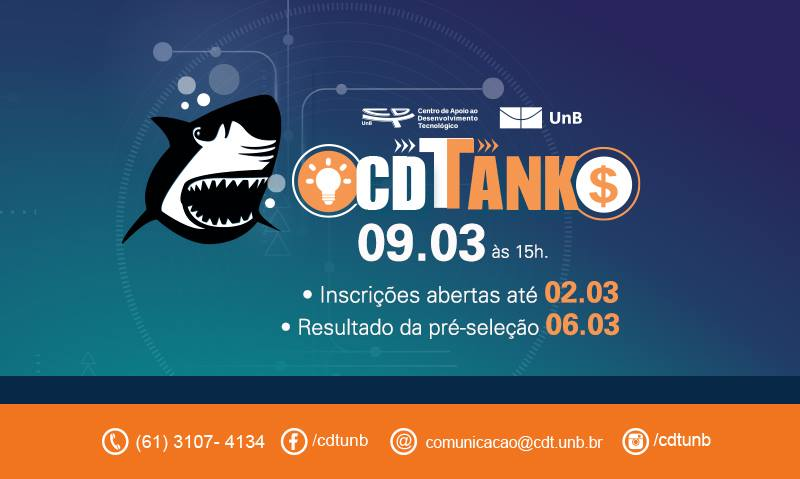 UnB
Centro de Apoio ao
Desenvolvimento
Tecnológico
UnB
CDTANK
$
09.03 às 15h.
• Inscrições abertas até 02.03
• Resultado da pré-seleção 06.03
(61) 3107- 4134 /cdtunb comunicacao@cdt.unb.br /cdtunb